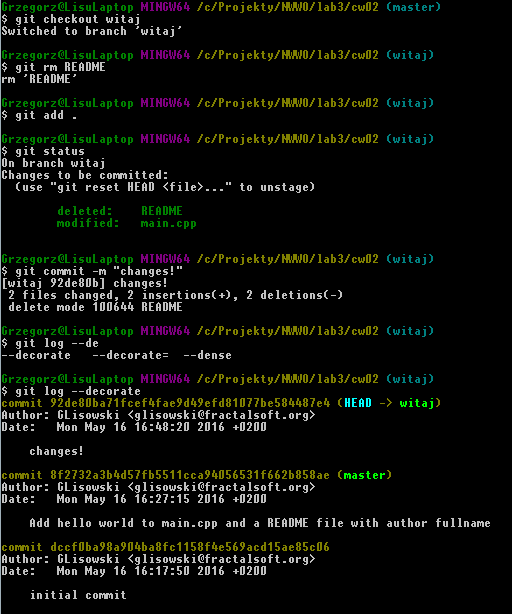 Grzegorz@LisuLaptop MINGW64 /c/Projekty/NWWO/lab3/cw02 (master)
$ git checkout witaj
Switched to branch 'witaj'
Grzegorz@LisuLaptop MINGW64 /c/Projekty/NWWO/lab3/cw02 (witaj)
$ git rm README
rm 'README'
Grzegorz@LisuLaptop MINGW64 /c/Projekty/NWWO/lab3/cw02 (witaj)
$ git add .
Grzegorz@LisuLaptop MINGW64 /c/Projekty/NWWO/lab3/cw02 (witaj)
$ git status
On branch witaj
Changes to be committed:
  (use "git reset HEAD <file>..." to unstage)
        deleted:    README
        modified:   main.cpp
Grzegorz@LisuLaptop MINGW64 /c/Projekty/NWWO/lab3/cw02 (witaj)
$ git commit -m "changes!"
[witaj 92de80b] changes!
 2 files changed, 2 insertions(+), 2 deletions(-)
 delete mode 100644 README
Grzegorz@LisuLaptop MINGW64 /c/Projekty/NWWO/lab3/cw02 (witaj)
$ git log --de
--decorate   --decorate=  --dense
Grzegorz@LisuLaptop MINGW64 /c/Projekty/NWWO/lab3/cw02 (witaj)
$ git log --decorate
commit 92de80ba71fcef4fae9d49efd81077be584487e4 (HEAD -> witaj)
Author: GLisowski <glisowski@fractalsoft.org>
Date:   Mon May 16 16:48:20 2016 +0200
    changes!
commit 8f2732a3b4d57fb5511cca94056531f662b858ae (master)
Author: GLisowski <glisowski@fractalsoft.org>
Date:   Mon May 16 16:27:15 2016 +0200
    Add hello world to main.cpp and a README file with author fullname
commit dccf0ba98a904ba8fc1158f4e569acd15ae85c06
Author: GLisowski <glisowski@fractalsoft.org>
Date:   Mon May 16 16:17:50 2016 +0200
    initial commit